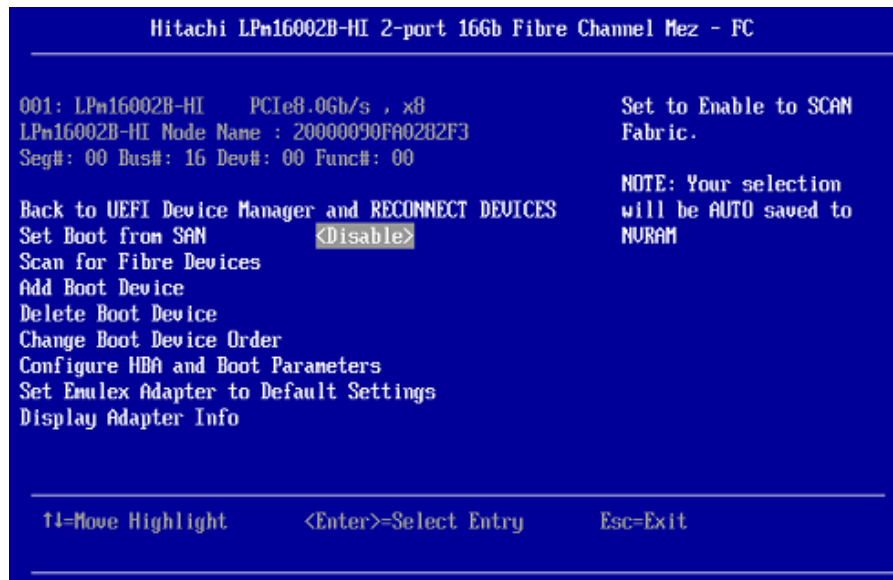 Hitachi LPm16002B-HI 2-port 16Gb Fibre Channel Mez - FC
001: LPm16002B-HI PCIe8.0Gb/s , x8
LPm16002B-HI Node Name : 20000090FA0282F3
Seg#: 00 Bus#: 16 Dev#: 00 Func#: 00
Back to UEFI Device Manager and RECONNECT DEVICES
Set Boot from SAN <Disable>
Scan for Fibre Devices
Add Boot Device
Delete Boot Device
Change Boot Device Order
Configure HBA and Boot Parameters
Set Emulex Adapter to Default Settings
Display Adapter Info
Set to Enable to SCAN
Fabric.
NOTE: Your selection
will be AUTO saved to
NVRAM
↑↓=Move Highlight <Enter>=Select Entry Esc=Exit